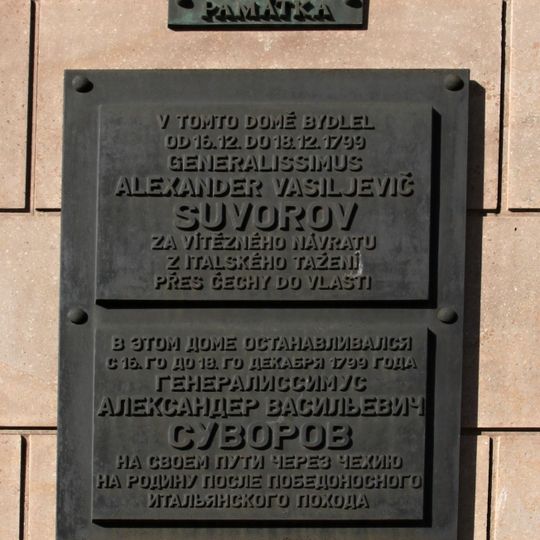 PAMÁTKA
V TOMTO DOMĚ BYDLEL
OD 16.12. DO 18.12.1799
GENERALISSIMUS
ALEXANDER VASILJEVIČ
SUVOROV
ZA VÍTĚZNÉHO NÁVRATU
Z ITALSKÉHO TAŽENÍ
PŘES ČECHY DO VLASTI
В ЭТОМ ДОМЕ ОСТАНАВЛИВАЛСЯ
С 16.ГО ДО 18.ГО ДЕКАБРЯ 1799 ГОДА
ГЕНЕРАЛИССИМУС
АЛЕКСАНДЕР ВАСИЛЬЕВИЧ
СУВОРОВ
НА СВОЕМ ПУТИ ЧЕРЕЗ ЧЕХИЮ
НА РОДИНУ ПОСЛЕ ПОБЕДОНОСНОГО
ИТАЛЬЯНСКОГО ПОХОДА